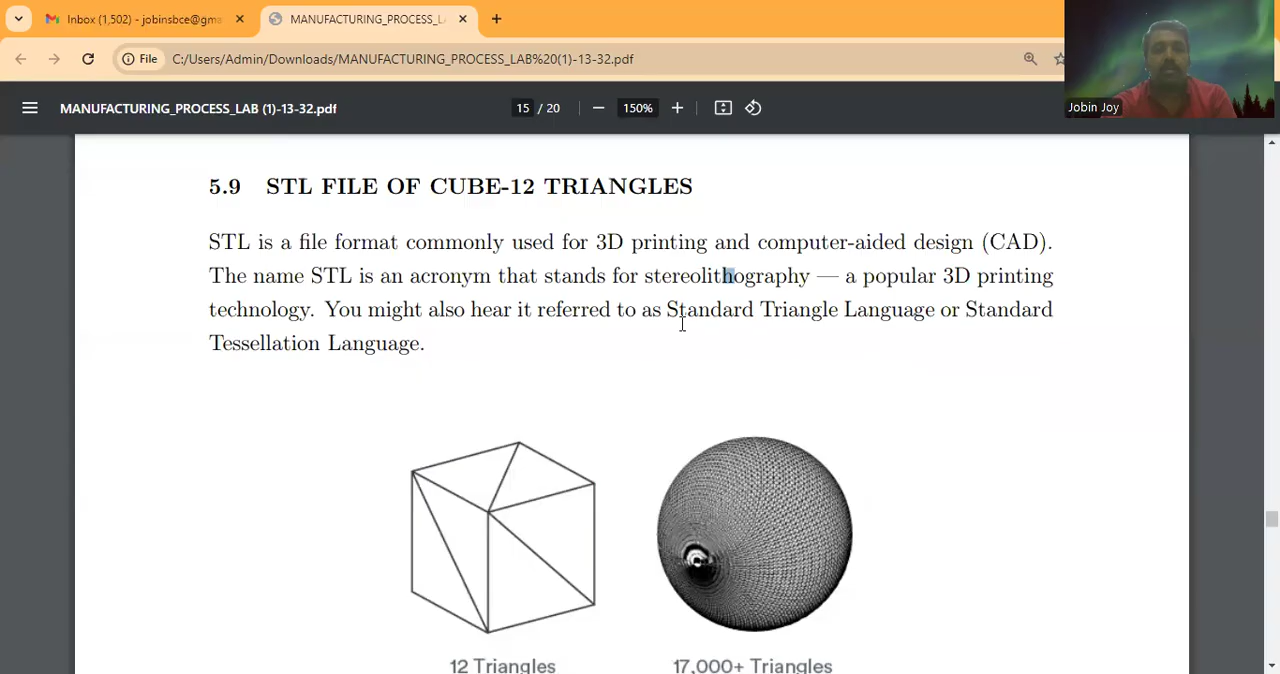 Inbox (1,502) - jobinsbce@gm
MANUFACTURING_PROCESS_L
File
C:/Users/Admin/Downloads/MANUFACTURING_PROCESS_LAB%20(1)-13-32.pdf
Jobin Joy
MANUFACTURING_PROCESS_LAB (1)-13-32.pdf
15 / 20
150%
5.9 STL FILE OF CUBE-12 TRIANGLES
STL is a file format commonly used for 3D printing and computer-aided design (CAD).
The name STL is an acronym that stands for stereolithography — a popular 3D printing
technology. You might also hear it referred to as Standard Triangle Language or Standard
Tessellation Language.
12 Triangles
17,000+ Triangles